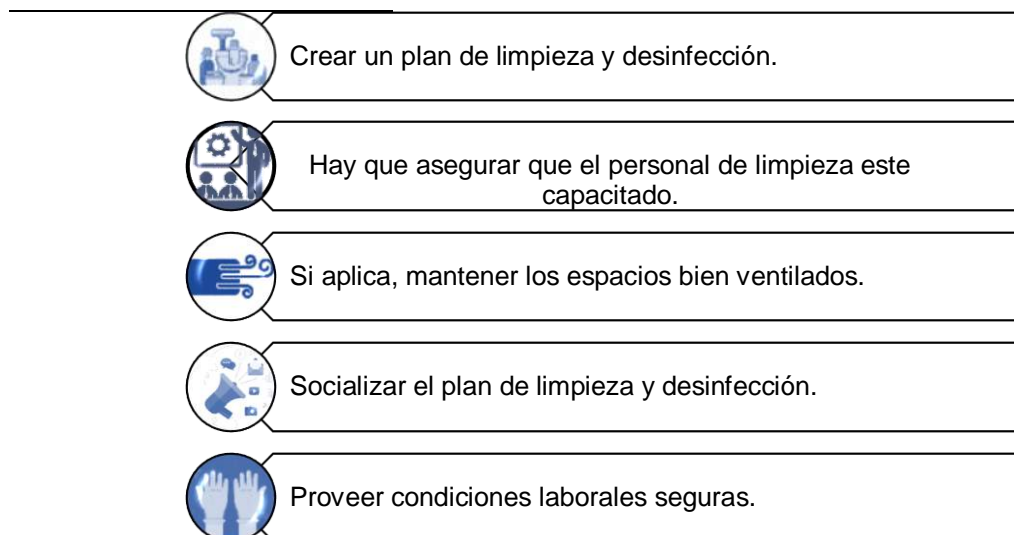 Crear un plan de limpieza y desinfección.
Hay que asegurar que el personal de limpieza este
capacitado.
Si aplica, mantener los espacios bien ventilados.
Socializar el plan de limpieza y desinfección.
Proveer condiciones laborales seguras.